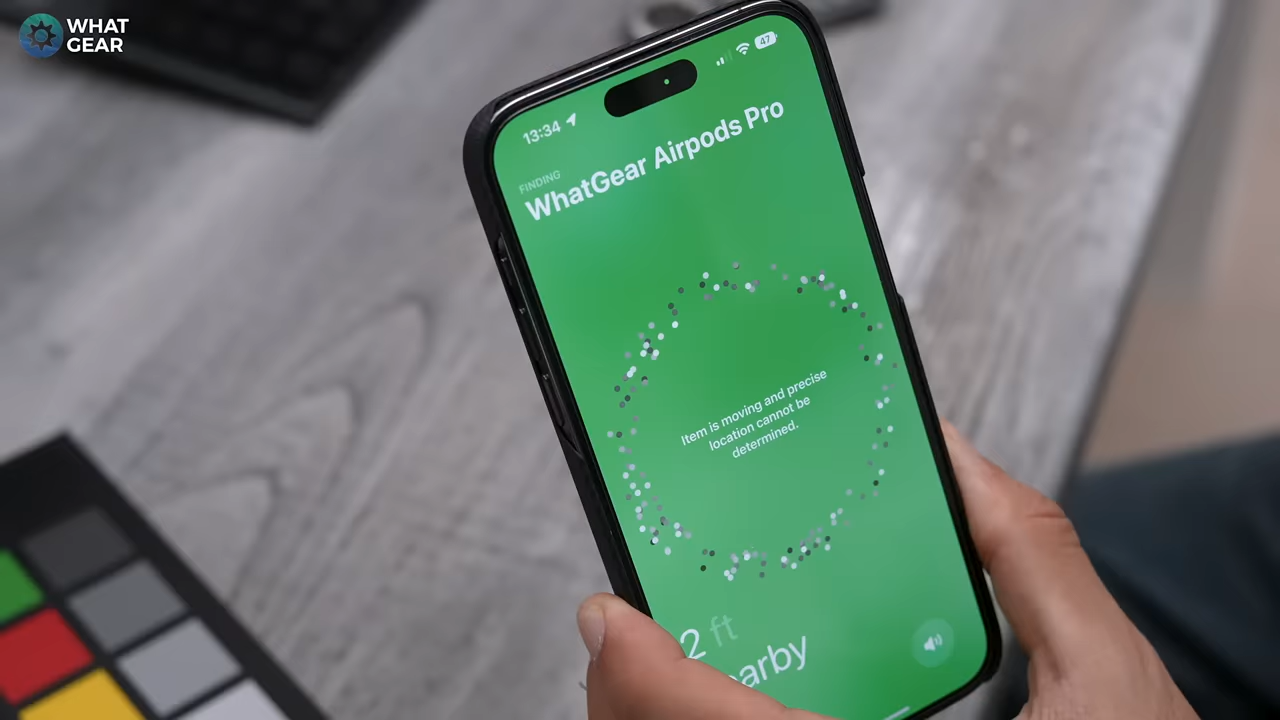 WHAT
GEAR
13:34
47
FINDING
WhatGear Airpods Pro
Item is moving and precise
location cannot be
determined.
2 ft